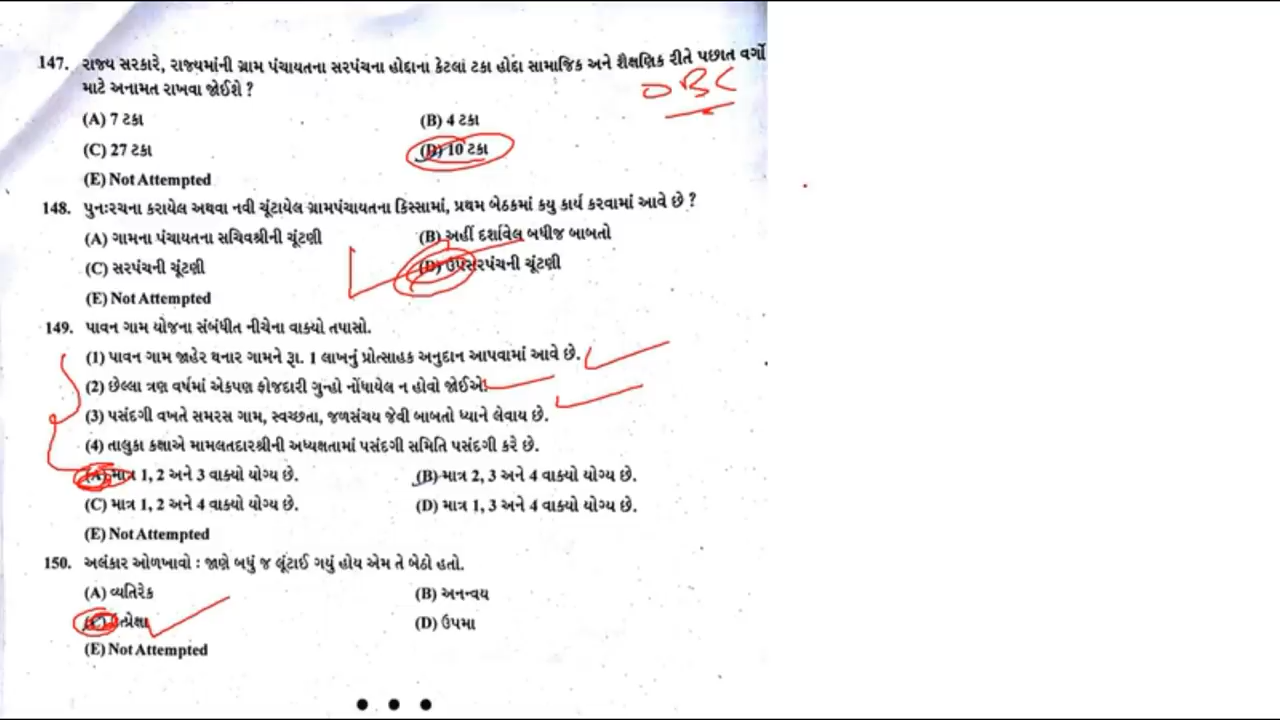 147. રાજ્ય સરકારે, રાજ્યમાંની ગ્રામ પંચાયતના સરપંચના હોદ્દાના કેટલાં ટકા હોદ્દા સામાજિક અને શૈક્ષણિક રીતે પછાત વર્ગો
માટે અનામત રાખવા જોઈશે ?
OBC
(A) 7 ટકા (B) 4 ટકા
(C) 27 ટકા (D) 10 ટકા
(E) Not Attempted
148. પુનઃરચના કરાયેલ અથવા નવી ચૂંટાયેલ ગ્રામપંચાયતના કિસ્સામાં, પ્રથમ બેઠકમાં કયુ કાર્ય કરવામાં આવે છે ?
(A) ગામના પંચાયતના સચિવશ્રીની ચૂંટણી (B) અહીં દર્શાવેલ બધીજ બાબતો
(C) સરપંચની ચૂંટણી (D) ઉપસરપંચની ચૂંટણી
(E) Not Attempted
149. પાવન ગામ યોજના સંબંધીત નીચેના વાક્યો તપાસો.
(1) પાવન ગામ જાહેર થનાર ગામને રૂા. 1 લાખનું પ્રોત્સાહક અનુદાન આપવામાં આવે છે.
(2) છેલ્લા ત્રણ વર્ષમાં એકપણ ફોજદારી ગુન્હો નોંધાયેલ ન હોવો જોઈએ.
(3) પસંદગી વખતે સમરસ ગામ, સ્વચ્છતા, જળસંચય જેવી બાબતો ધ્યાને લેવાય છે.
(4) તાલુકા કક્ષાએ મામલતદારશ્રીની અધ્યક્ષતામાં પસંદગી સમિતિ પસંદગી કરે છે.
(A) માત્ર 1, 2 અને 3 વાક્યો યોગ્ય છે. (B) માત્ર 2, 3 અને 4 વાક્યો યોગ્ય છે.
(C) માત્ર 1, 2 અને 4 વાક્યો યોગ્ય છે. (D) માત્ર 1, 3 અને 4 વાક્યો યોગ્ય છે.
(E) Not Attempted
150. અલંકાર ઓળખાવો : જાણે બધું જ લૂંટાઈ ગયું હોય એમ તે બેઠો હતો.
(A) વ્યતિરેક (B) અનન્વય
(C) ઉત્પ્રેક્ષા (D) ઉપમા
(E) Not Attempted